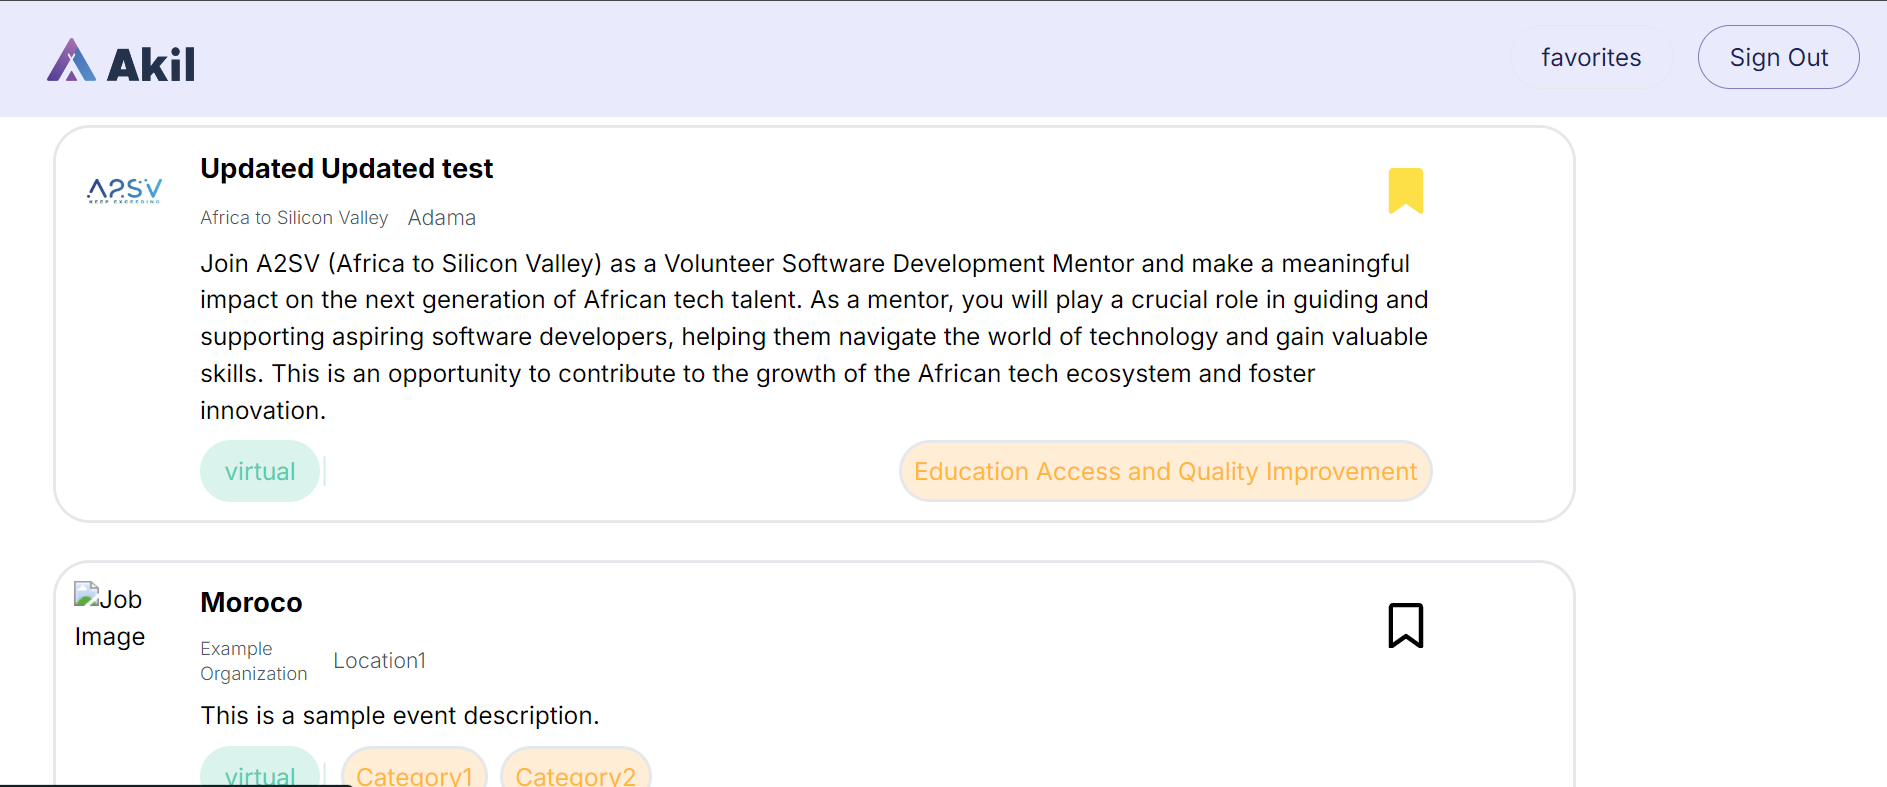 Akil
favorites
Sign Out
A2SV
KEEP EXCEEDING
Updated Updated test
Africa to Silicon Valley Adama
Join A2SV (Africa to Silicon Valley) as a Volunteer Software Development Mentor and make a meaningful
impact on the next generation of African tech talent. As a mentor, you will play a crucial role in guiding and
supporting aspiring software developers, helping them navigate the world of technology and gain valuable
skills. This is an opportunity to contribute to the growth of the African tech ecosystem and foster
innovation.
virtual
Education Access and Quality Improvement
Job
Image
Moroco
Example
Organization
Location1
This is a sample event description.
virtual
Category1
Category2